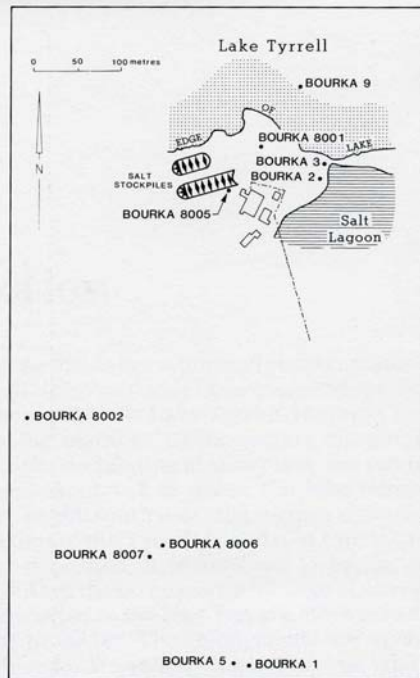 Lake Tyrrell
0 50 100 metres
BOURKA 9
OF
EDGE
BOURKA 8001
LAKE
BOURKA 3
SALT
BOURKA 2
STOCKPILES
BOURKA 8005
Salt
Lagoon
N
BOURKA 8002
BOURKA 8006
BOURKA 8007
BOURKA 5
BOURKA 1